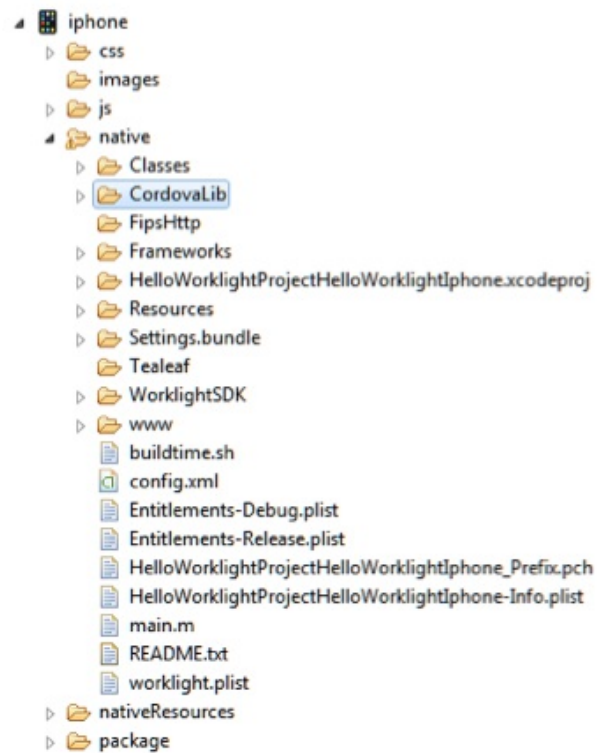 iphone
css
images
js
native
Classes
CordovaLib
FipsHttp
Frameworks
HelloWorklightProjectHelloWorklightIphone.xcodeproj
Resources
Settings.bundle
Tealeaf
WorklightSDK
www
buildtime.sh
config.xml
Entitlements-Debug.plist
Entitlements-Release.plist
HelloWorklightProjectHelloWorklightIphone_Prefix.pch
HelloWorklightProjectHelloWorklightIphone-Info.plist
main.m
README.txt
worklight.plist
nativeResources
package